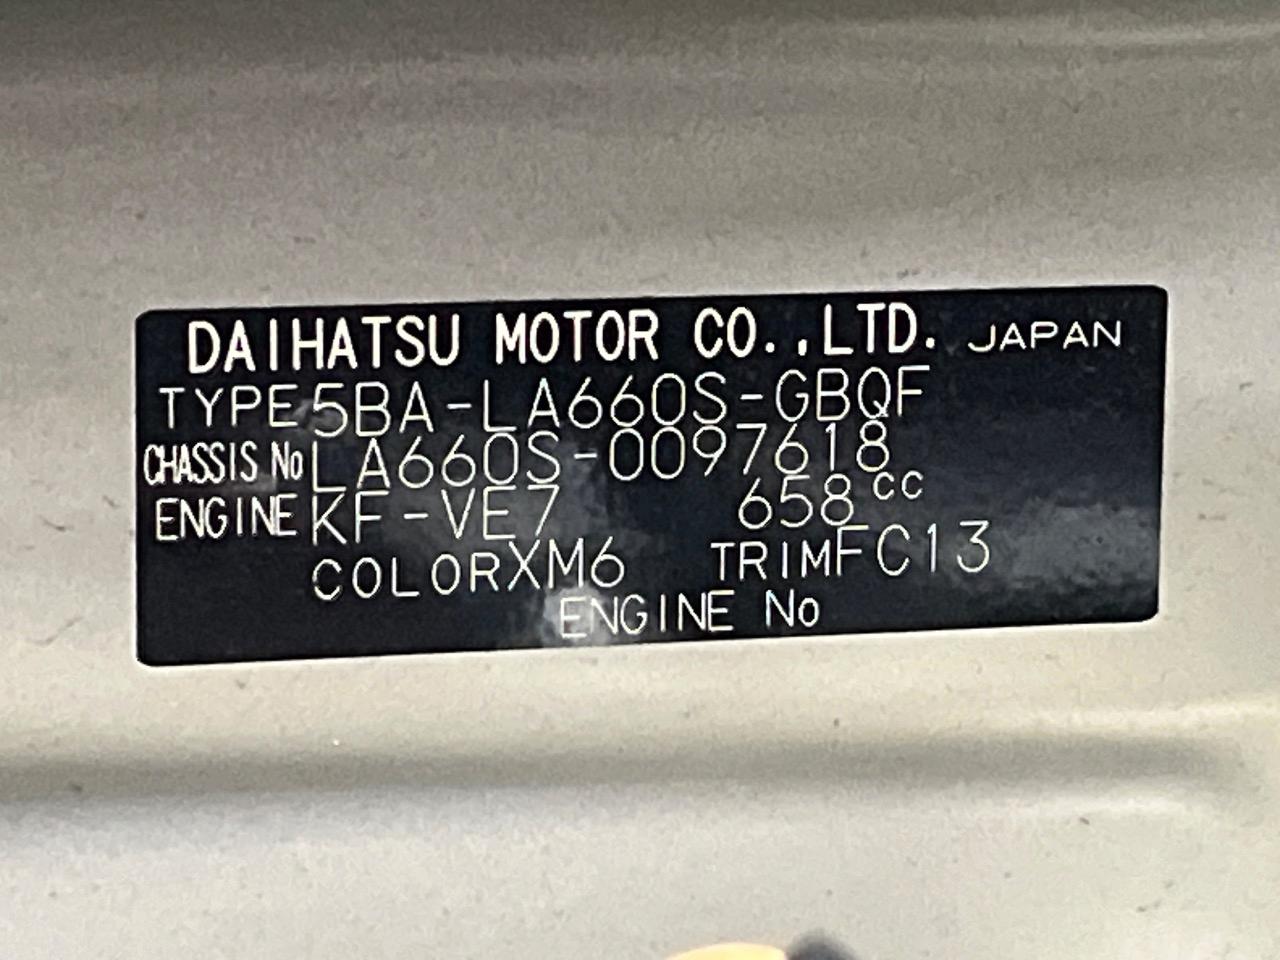 DAIHATSU MOTOR CO.,LTD. JAPAN
TYPE 5BA-LA660S-GBQF
CHASSIS No LA660S-0097618
ENGINE KF-VE7 658cc
COLOR XM6 TRIM FC13
ENGINE No